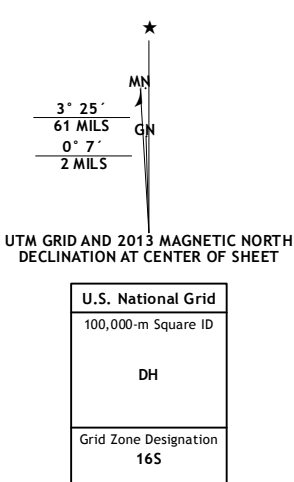 ★
MN
3° 25´
61 MILS
GN
0° 7´
2 MILS
UTM GRID AND 2013 MAGNETIC NORTH
DECLINATION AT CENTER OF SHEET
U.S. National Grid
100,000-m Square ID
DH
Grid Zone Designation
16S